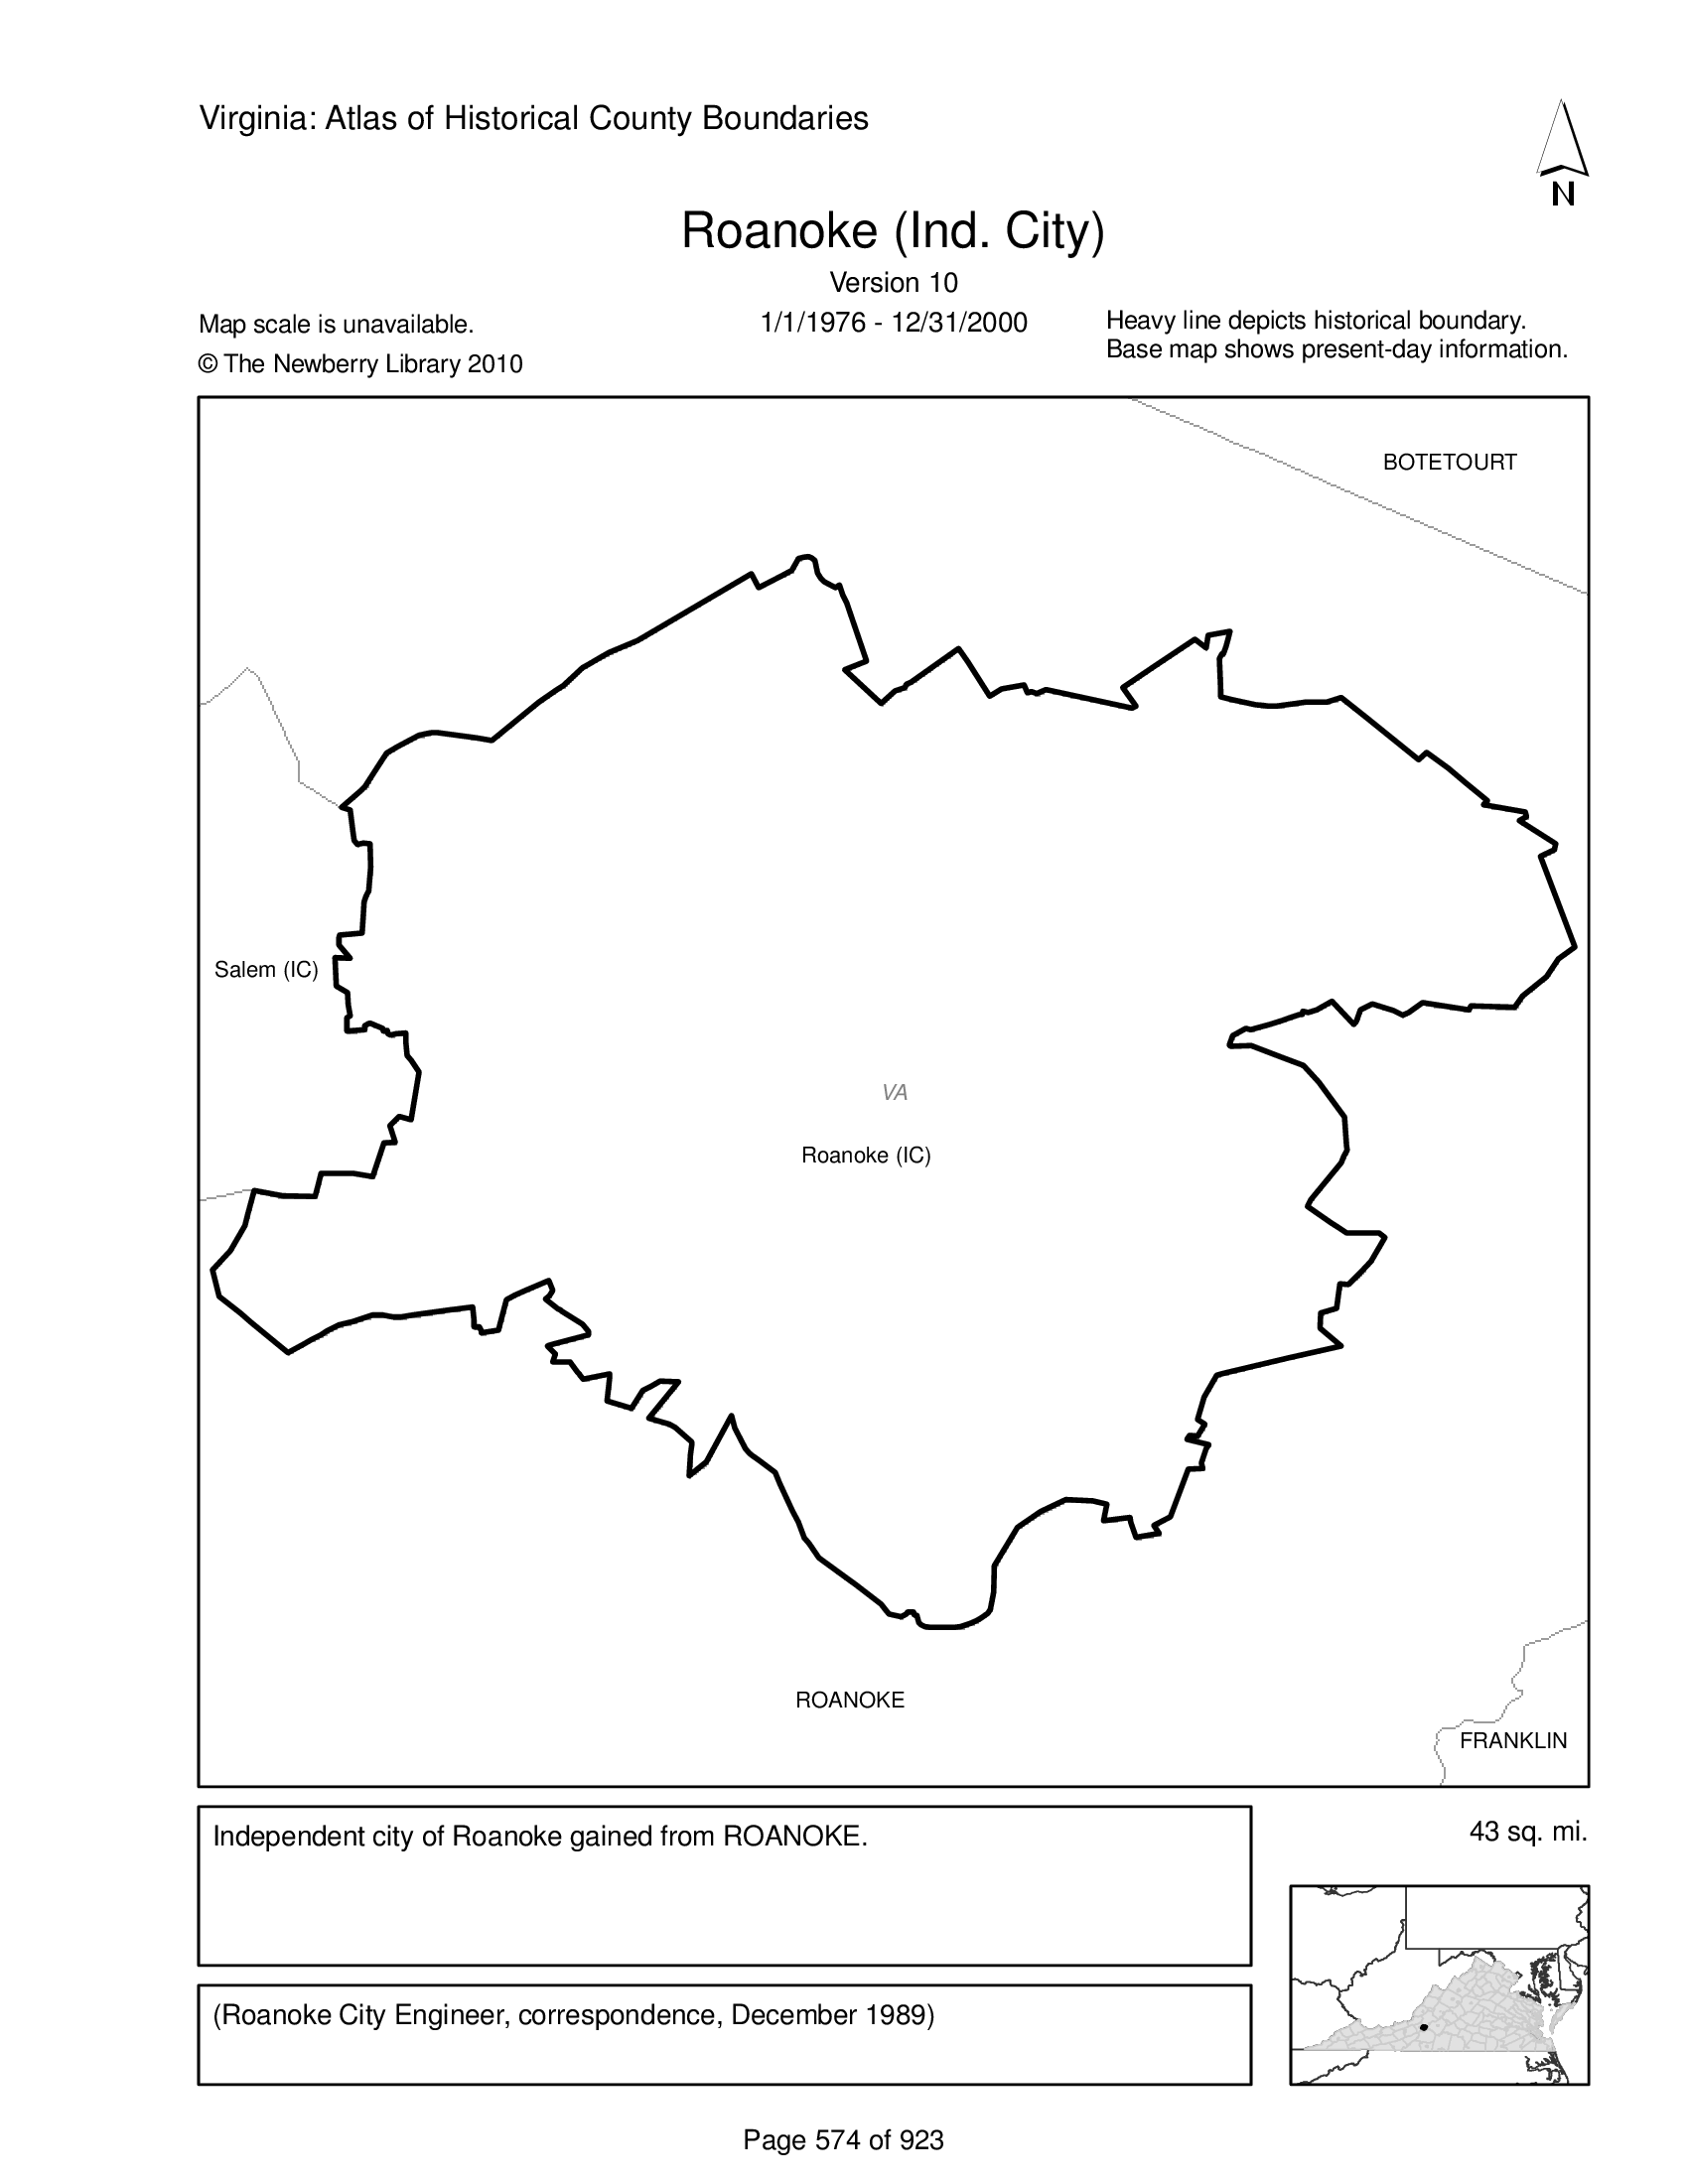 Virginia: Atlas of Historical County Boundaries
N
Roanoke (Ind. City)
Version 10
1/1/1976 - 12/31/2000
Map scale is unavailable.
© The Newberry Library 2010
Heavy line depicts historical boundary.
Base map shows present-day information.
BOTETOURT
Salem (IC)
VA
Roanoke (IC)
ROANOKE
FRANKLIN
Independent city of Roanoke gained from ROANOKE.
43 sq. mi.
(Roanoke City Engineer, correspondence, December 1989)
Page 574 of 923